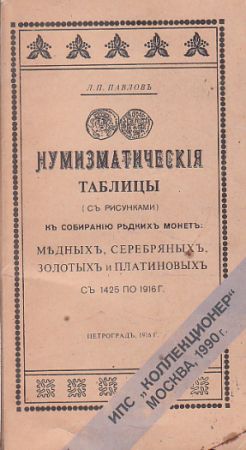 Л. П. ПАВЛОВЪ
НУМИЗМАТИЧЕСКІЯ
ТАБЛИЦЫ
(СЪ РИСУНКАМИ)
КЪ СОБИРАНІЮ РѢДКИХЪ МОНЕТЪ:
МѢДНЫХЪ, СЕРЕБРЯНЫХЪ,
ЗОЛОТЫХЪ и ПЛАТИНОВЫХЪ
СЪ 1425 ПО 1916 Г.
ПЕТРОГРАДЪ, 1916 Г.
ИПС „КОЛЛЕКЦИОНЕР"
МОСКВА, 1990 г.